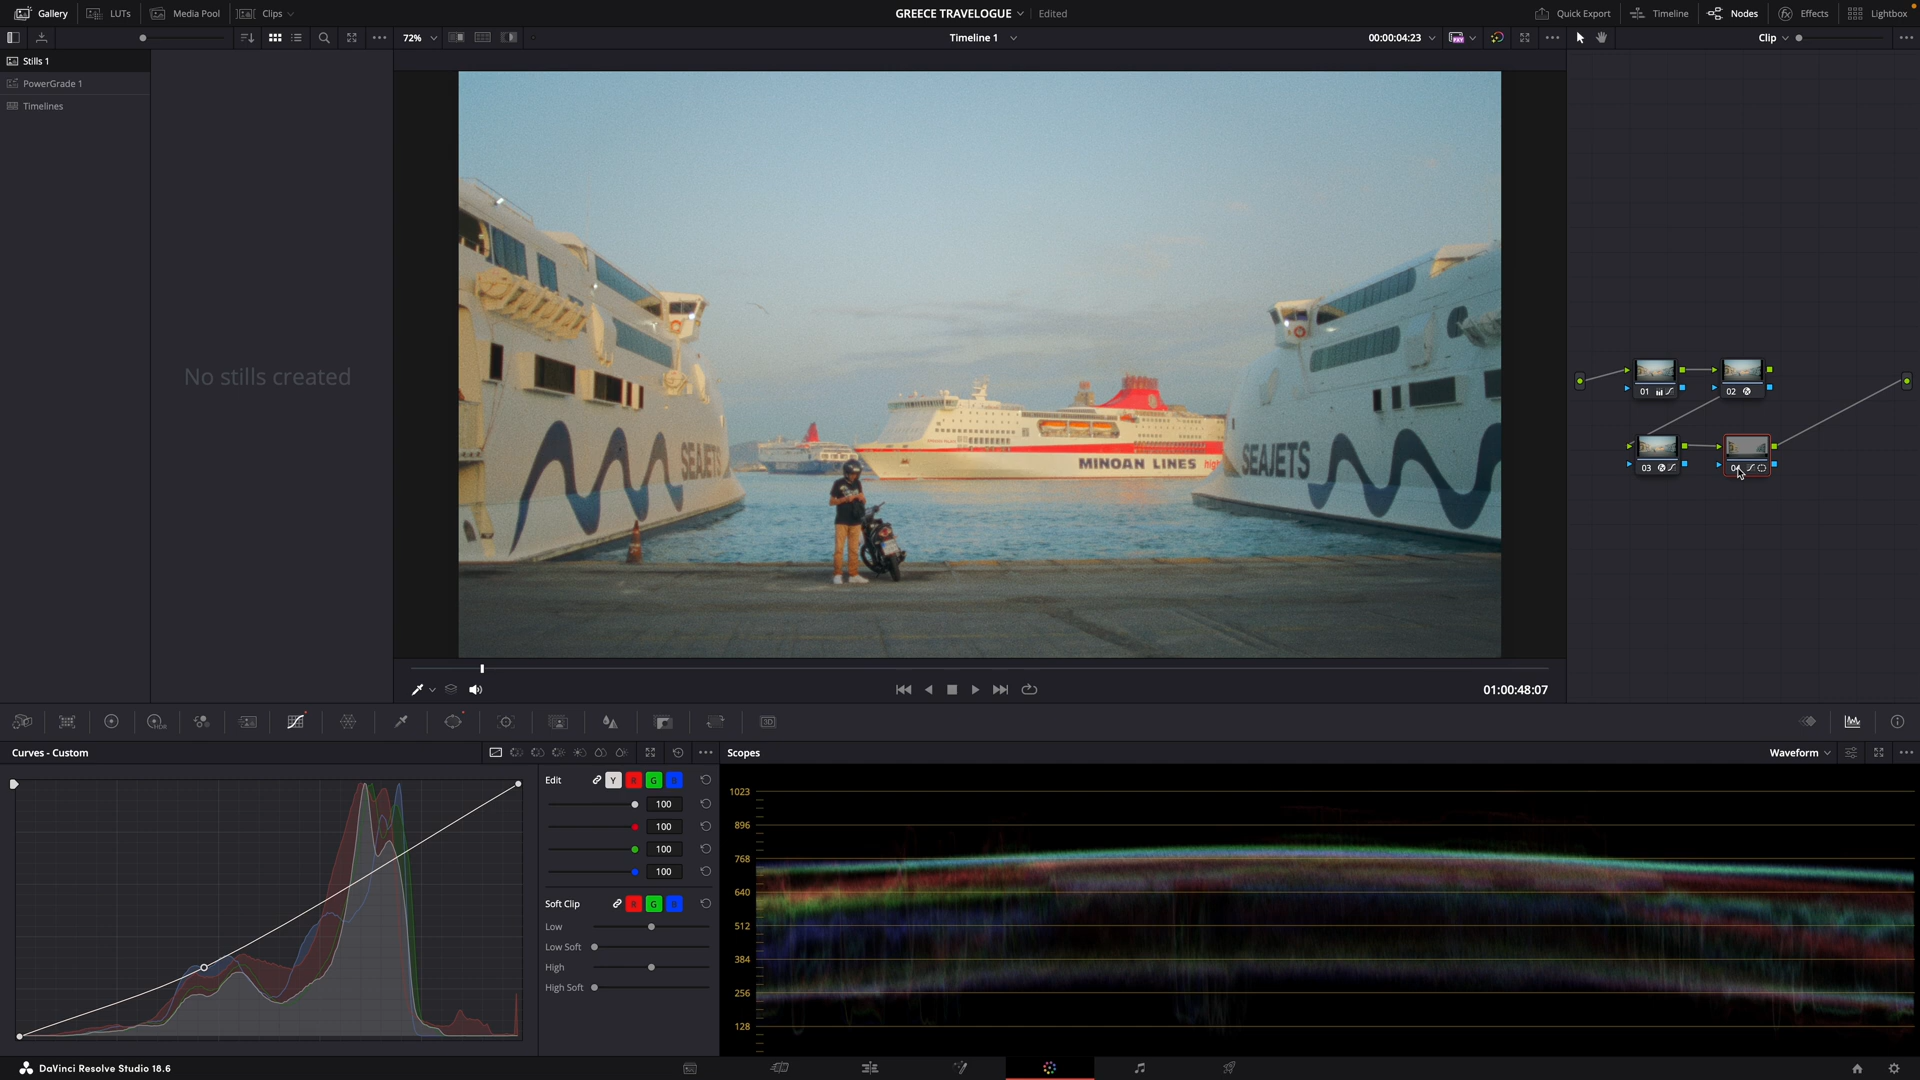 Gallery
LUTs
Media Pool
Clips
GREECE TRAVELOGUE
Edited
Quick Export
Timeline
Nodes
Effects
Lightbox
72%
Timeline 1
00:00:04:23
Clip
Stills 1
PowerGrade 1
Timelines
No stills created
SEAJETS
MINOAN LINES
SEAJETS
01
02
03
01:00:48:07
Curves - Custom
Edit
Y
R
G
B
100
100
100
100
Soft Clip
R
G
B
Low
Low Soft
High
High Soft
Scopes
Waveform
1023
896
768
640
512
384
256
128
HDR
3D
DaVinci Resolve Studio 18.6